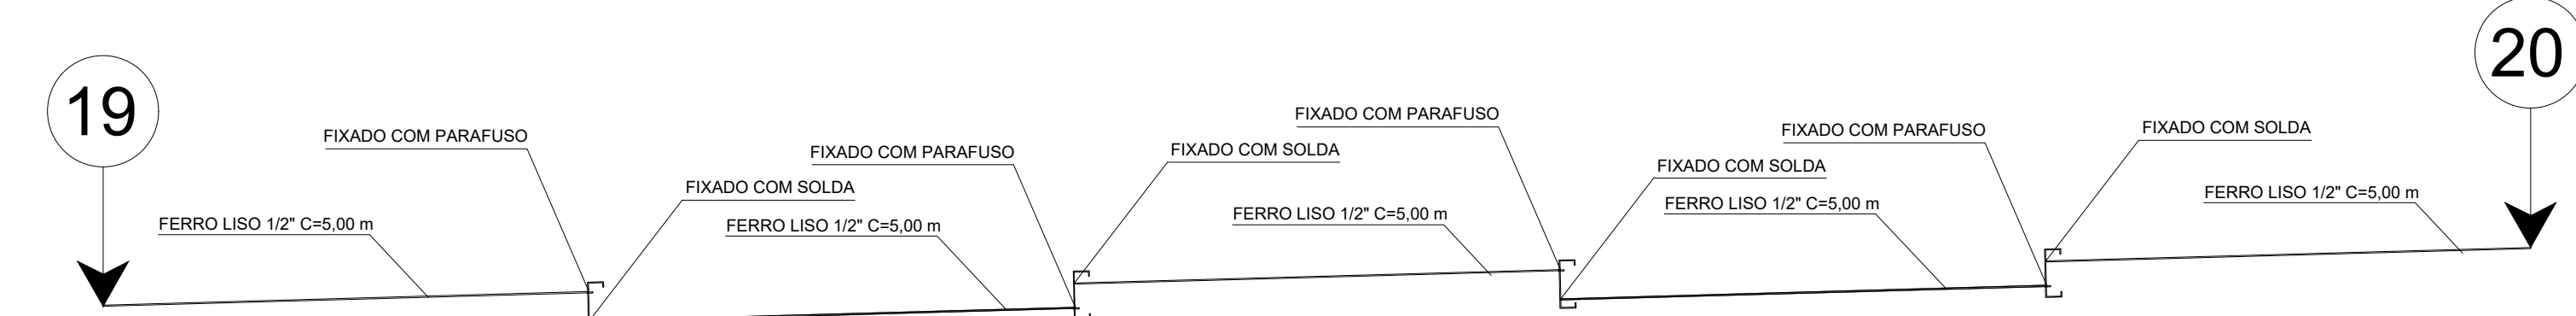 19
20
FIXADO COM PARAFUSO
FIXADO COM PARAFUSO
FIXADO COM PARAFUSO
FIXADO COM PARAFUSO
FIXADO COM SOLDA
FIXADO COM SOLDA
FIXADO COM SOLDA
FIXADO COM SOLDA
FERRO LISO 1/2" C=5,00 m
FERRO LISO 1/2" C=5,00 m
FERRO LISO 1/2" C=5,00 m
FERRO LISO 1/2" C=5,00 m
FERRO LISO 1/2" C=5,00 m